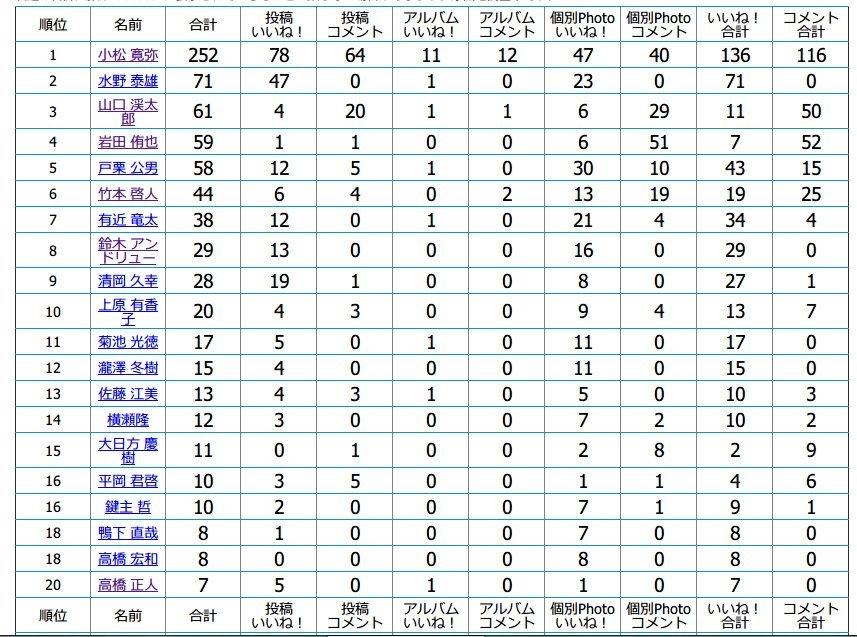 順位 名前 合計 投稿いいね！ 投稿コメント アルバムいいね！ アルバムコメント 個別Photoいいね！ 個別Photoコメント いいね！合計 コメント合計
1 小松 寛弥 252 78 64 11 12 47 40 136 116
2 水野 泰雄 71 47 0 1 0 23 0 71 0
3 山口 渓太郎 61 4 20 1 1 6 29 11 50
4 岩田 侑也 59 1 1 0 0 6 51 7 52
5 戸栗 公男 58 12 5 1 0 30 10 43 15
6 竹本 啓人 44 6 4 0 2 13 19 19 25
7 有近 竜太 38 12 0 1 0 21 4 34 4
8 鈴木 アンドリュー 29 13 0 0 0 16 0 29 0
9 清岡 久幸 28 19 1 0 0 8 0 27 1
10 上原 有香子 20 4 3 0 0 9 4 13 7
11 菊池 光徳 17 5 0 1 0 11 0 17 0
12 瀧澤 冬樹 15 4 0 0 0 11 0 15 0
13 佐藤 江美 13 4 3 1 0 5 0 10 3
14 横瀬隆 12 3 0 0 0 7 2 10 2
15 大日方 慶樹 11 0 1 0 0 2 8 2 9
16 平岡 君啓 10 3 5 0 0 1 1 4 6
16 鍵主 哲 10 2 0 0 0 7 1 9 1
18 鴨下 直哉 8 1 0 0 0 7 0 8 0
18 高橋 宏和 8 0 0 0 0 8 0 8 0
20 高橋 正人 7 5 0 1 0 1 0 7 0
順位 名前 合計 投稿いいね！ 投稿コメント アルバムいいね！ アルバムコメント 個別Photoいいね！ 個別Photoコメント いいね！合計 コメント合計